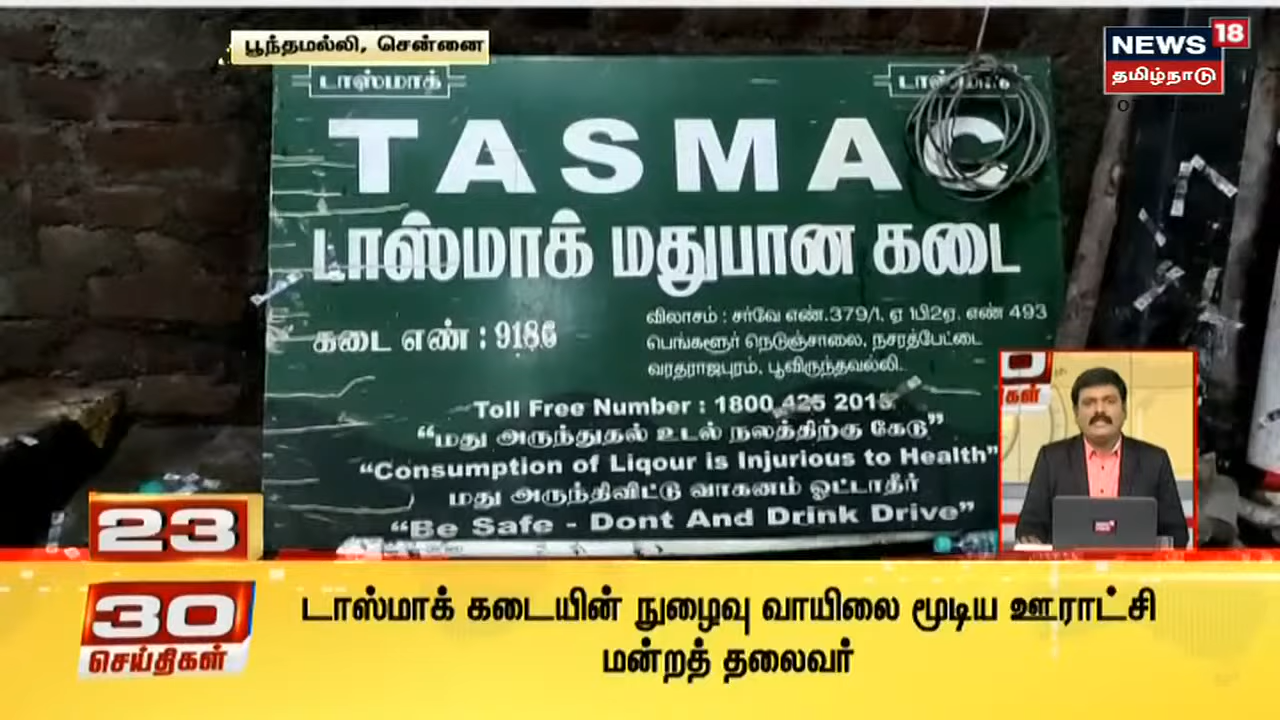 பூந்தமல்லி, சென்னை
NEWS 18
தமிழ்நாடு
டாஸ்மாக்
டாஸ்மாக்
TASMAC
டாஸ்மாக் மதுபான கடை
கடை எண் : 9186
விலாசம் : சர்வே எண்.379/1, ஏ 1பி2ஏ. எண் 493
பெங்களூர் நெடுஞ்சாலை, நசரத்பேட்டை
வரதராஜபுரம், பூவிருந்தவல்லி.
Toll Free Number : 1800 425 2015
“மது அருந்துதல் உடல் நலத்திற்கு கேடு”
“Consumption of Liqour is Injurious to Health”
மது அருந்திவிட்டு வாகனம் ஓட்டாதீர்
“Be Safe - Dont And Drink Drive”
23
30
செய்திகள்
டாஸ்மாக் கடையின் நுழைவு வாயிலை மூடிய ஊராட்சி
மன்றத் தலைவர்